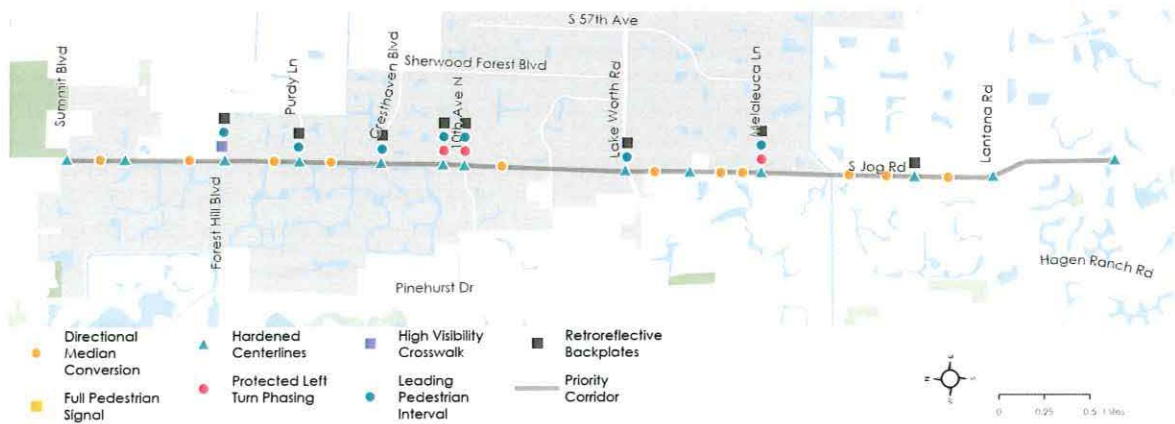 S 57th Ave
Sherwood Forest Blvd
Summit Blvd
Purdy Ln
Cresthaven Blvd
10th Ave N
Lake Worth Rd
Melaleuca Ln
Lantana Rd
S Jog Rd
Forest Hill Blvd
Pinehurst Dr
Hagen Ranch Rd
Directional
Median
Conversion
Full Pedestrian
Signal
Hardened
Centerlines
Protected Left
Turn Phasing
High Visibility
Crosswalk
Leading
Pedestrian
Interval
Retroreflective
Backplates
Priority
Corridor
0 0.25 0.5